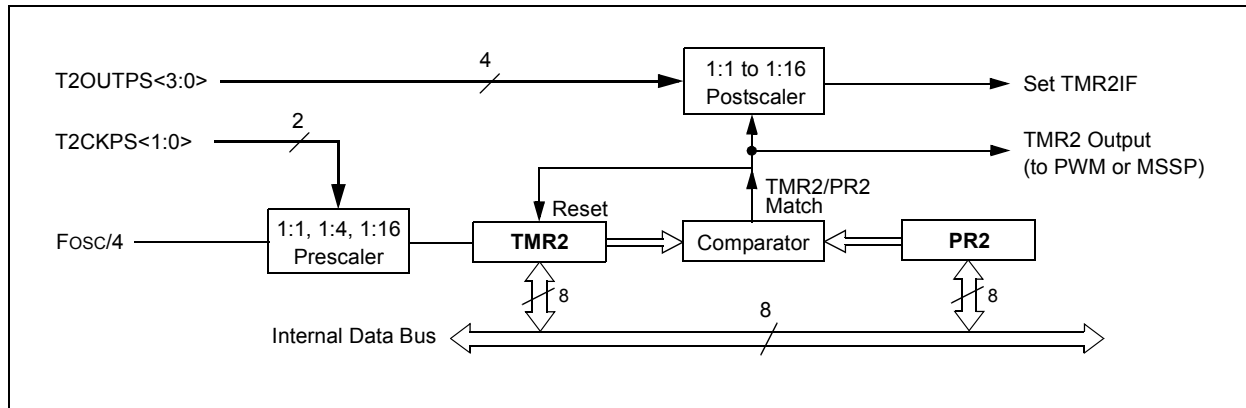 T2OUTPS<3:0>
4
1:1 to 1:16
Postscaler
Set TMR2IF
T2CKPS<1:0>
2
TMR2 Output
(to PWM or MSSP)
TMR2/PR2
Match
Reset
FOSC/4
1:1, 1:4, 1:16
Prescaler
TMR2
Comparator
PR2
8
8
8
Internal Data Bus